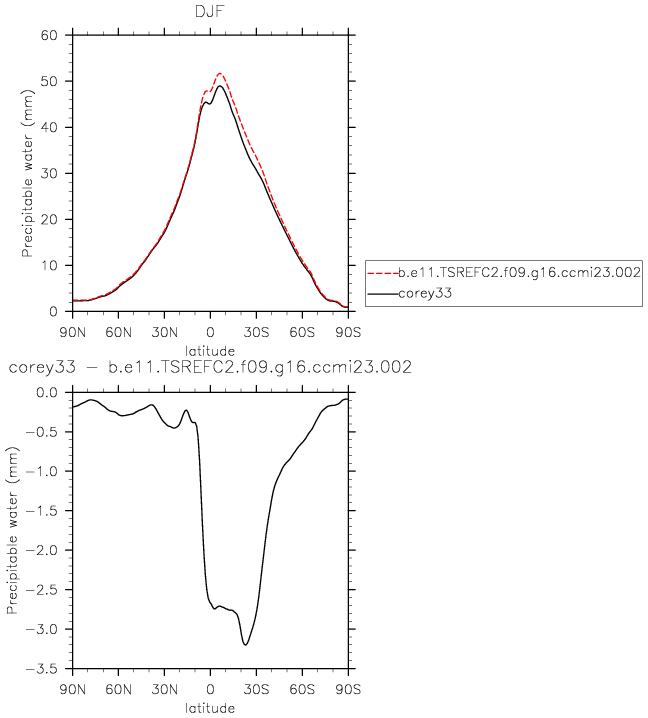 DJF
60
50
40
30
20
10
0
Precipitable water (mm)
90N 60N 30N 0 30S 60S 90S
latitude
b.e11.TSREFC2.f09.g16.ccmi23.002
corey33
corey33 − b.e11.TSREFC2.f09.g16.ccmi23.002
0.0
−0.5
−1.0
−1.5
−2.0
−2.5
−3.0
−3.5
Precipitable water (mm)
90N 60N 30N 0 30S 60S 90S
latitude